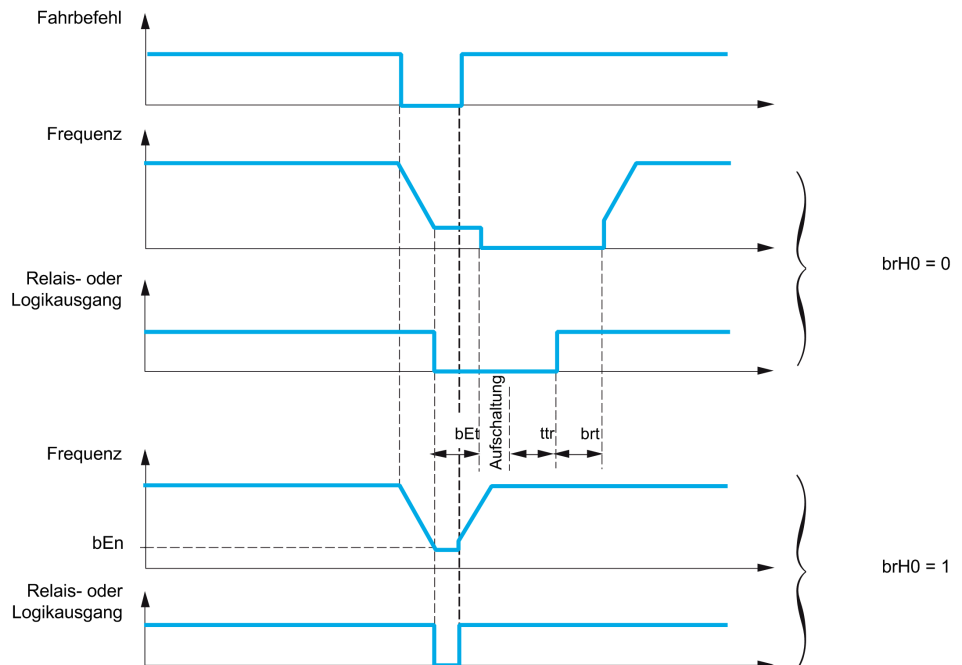 Fahrbefehl
Frequenz
brH0 = 0
Relais- oder
Logikausgang
Aufschaltung
bEt
ttr
brt
Frequenz
bEn
brH0 = 1
Relais- oder
Logikausgang